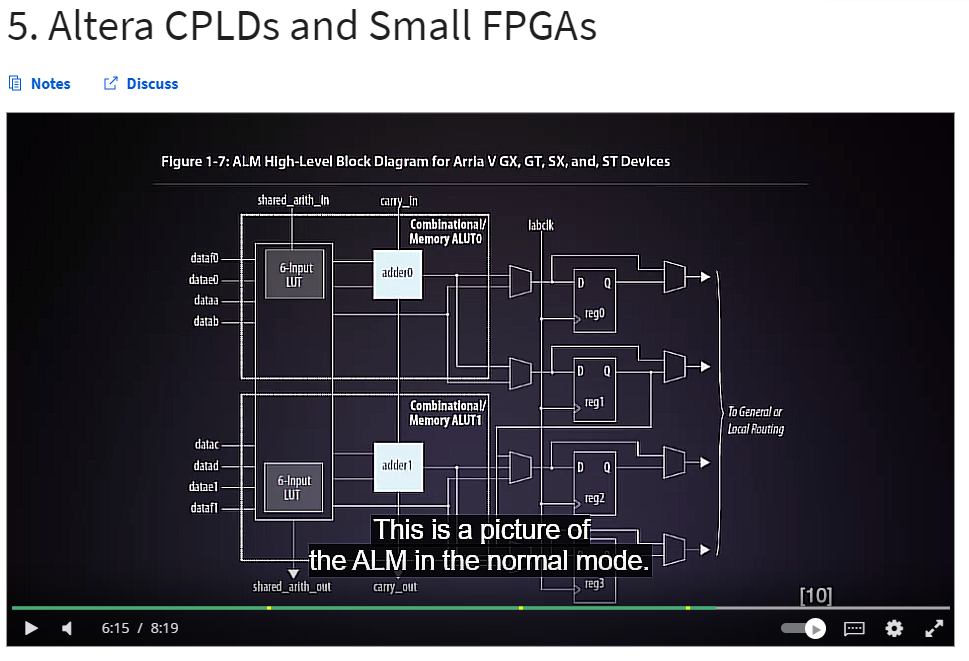 5. Altera CPLDs and Small FPGAs
Notes
Discuss
Figure 1-7: ALM High-Level Block Diagram for Arria V GX, GT, SX, and, ST Devices
shared_arith_in
carry_in
Combinational/
Memory ALUT0
labclk
dataf0
datae0
dataa
datab
6-Input
LUT
adder0
D Q
reg0
D Q
reg1
To General or
Local Routing
Combinational/
Memory ALUT1
datac
datad
datae1
dataf1
6-Input
LUT
adder1
D Q
reg2
reg3
This is a picture of
the ALM in the normal mode.
shared_arith_out
carry_out
[10]
6:15 / 8:19